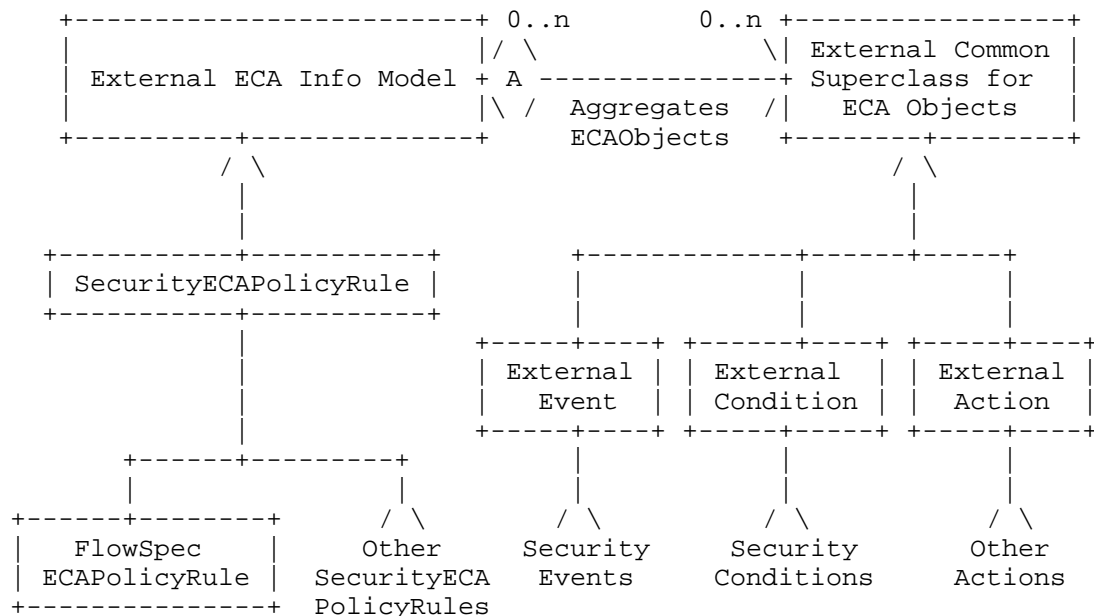 0..n 0..n
External Common
External ECA Info Model A Superclass for
Aggregates ECA Objects
ECAObjects
SecurityECAPolicyRule
External External External
Event Condition Action
FlowSpec Other Security Security Other
ECAPolicyRule SecurityECA Events Conditions Actions
PolicyRules